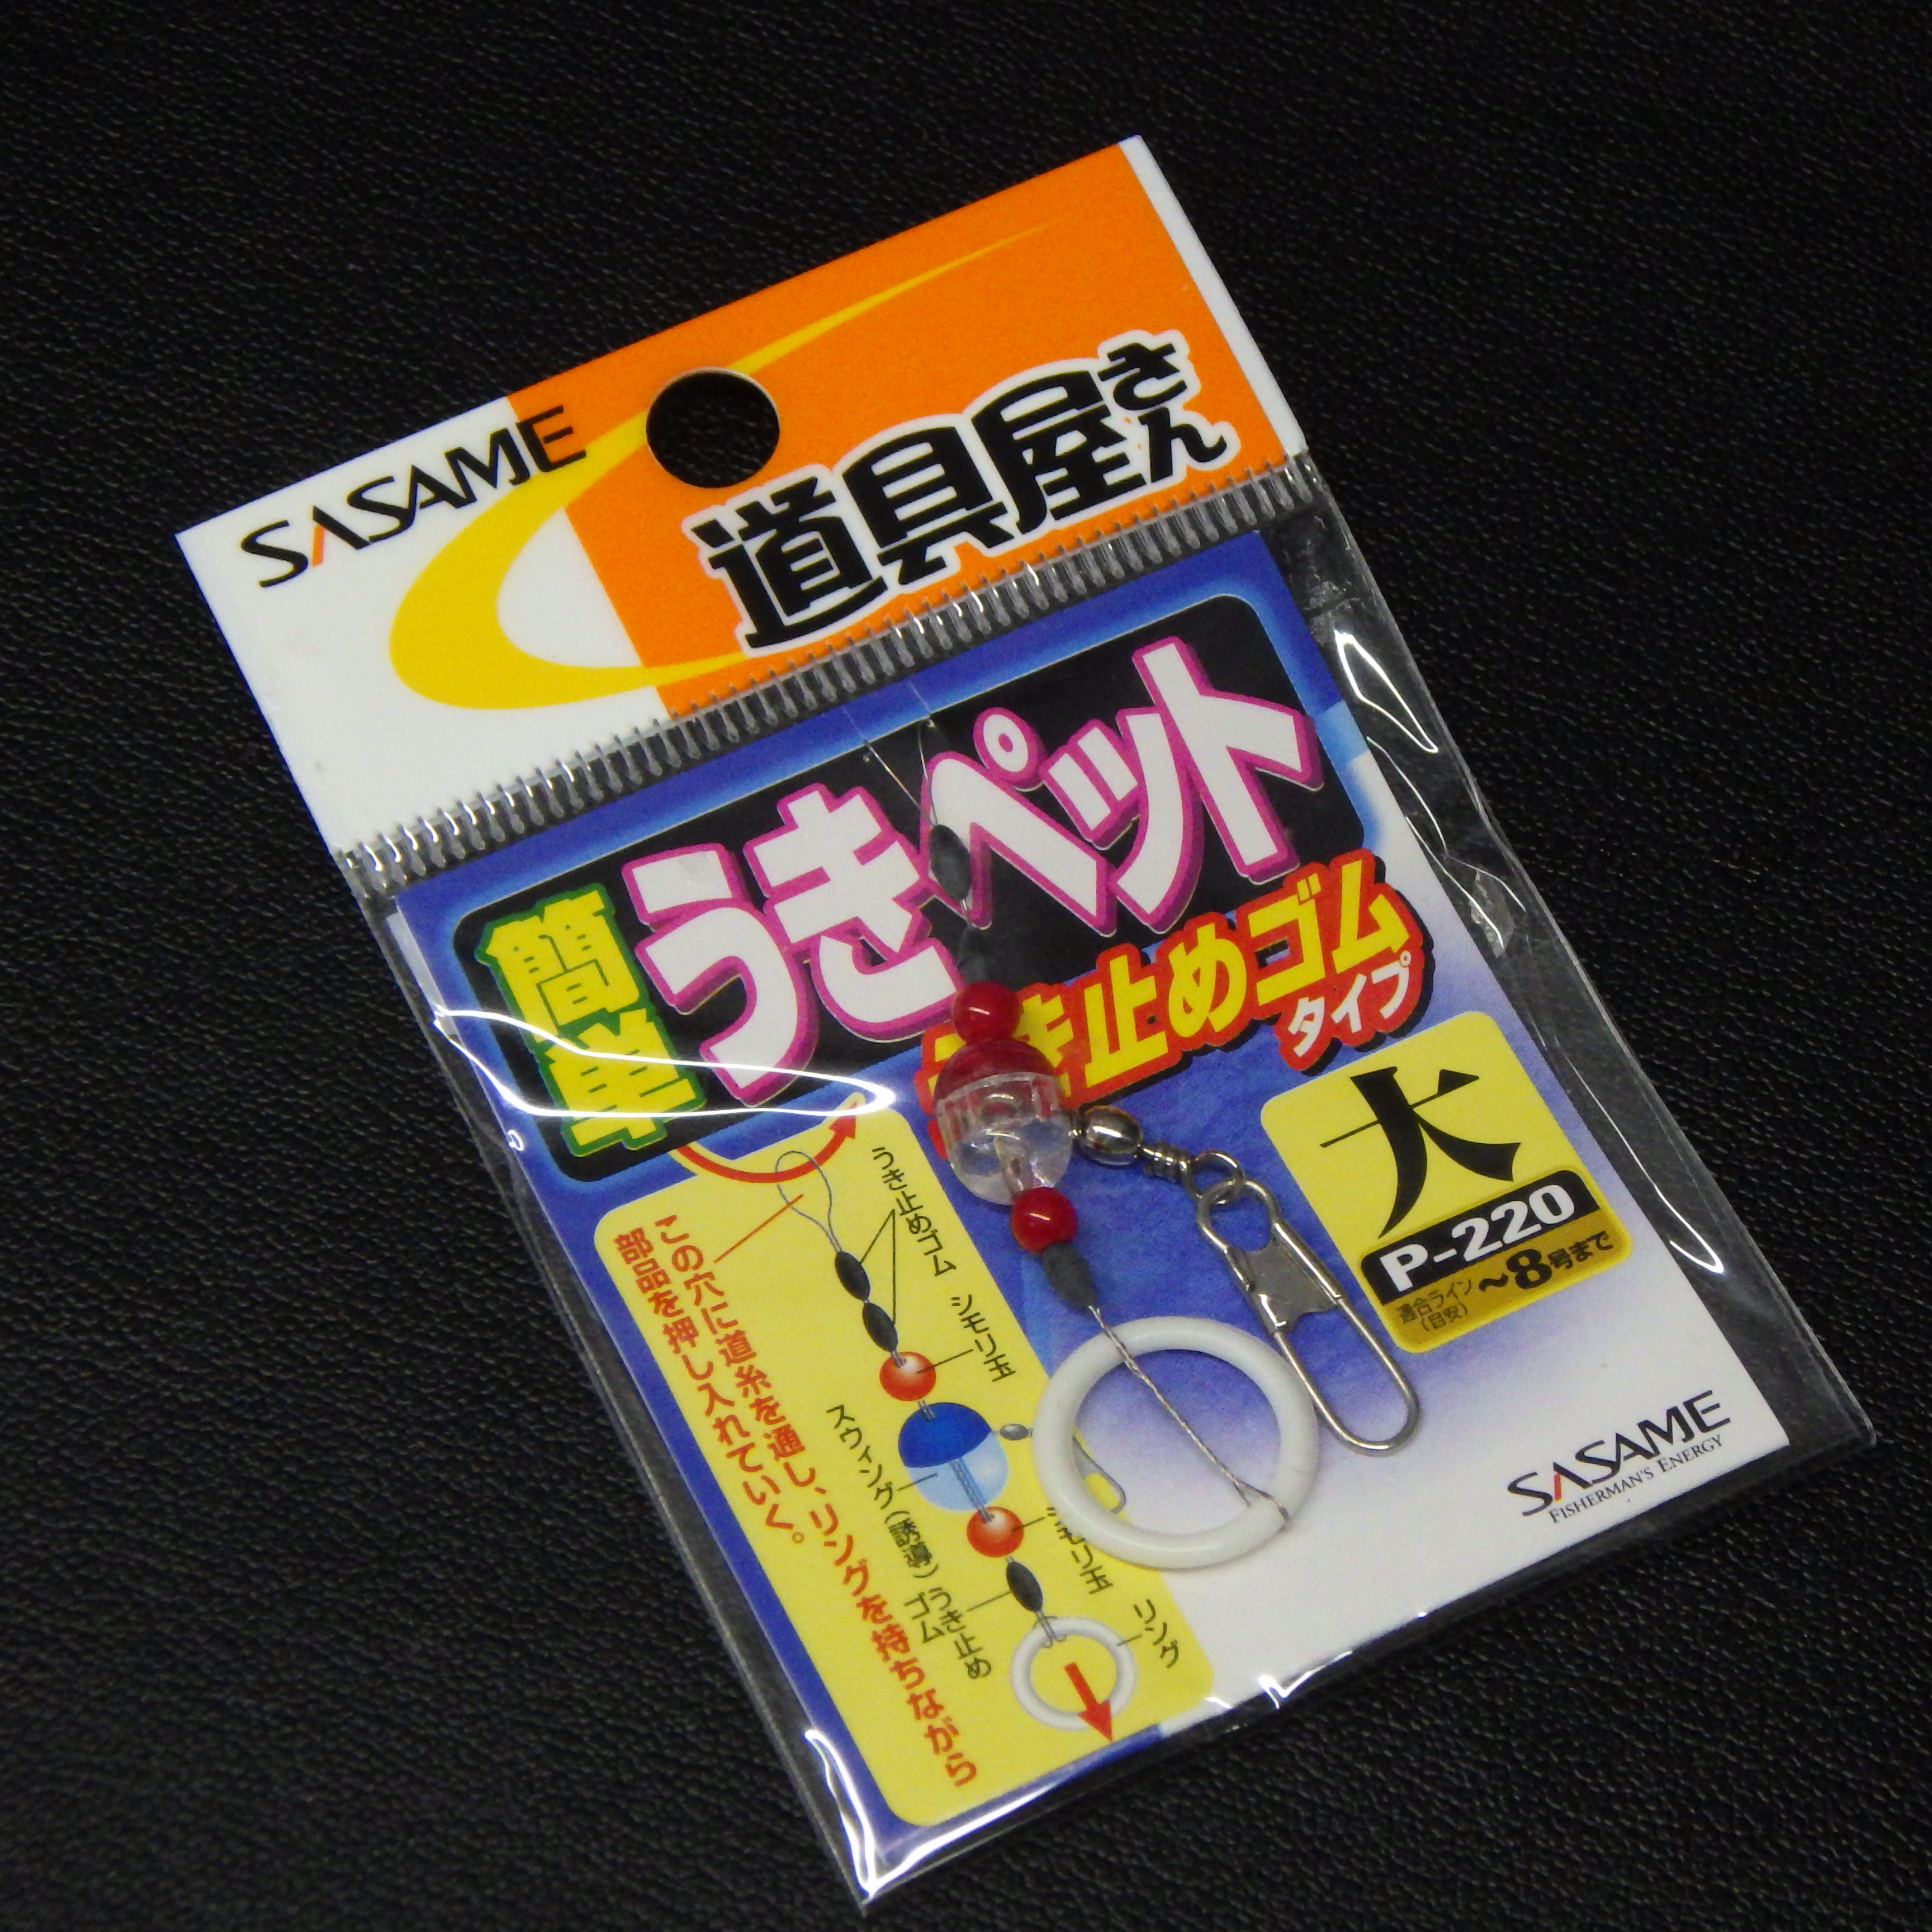 SASAME
道具屋さん
簡単
うきペット
うき止めゴム
タイプ
大
P-220
適合ライン
(目安)
~8号まで
この穴に道糸を通し、リングを持ちながら
部品を押し入れていく。
うき止めゴム
シモリ玉
スウィング(誘導)
シモリ玉
うき止め
ゴム
リング
SASAME
FISHERMAN'S ENERGY